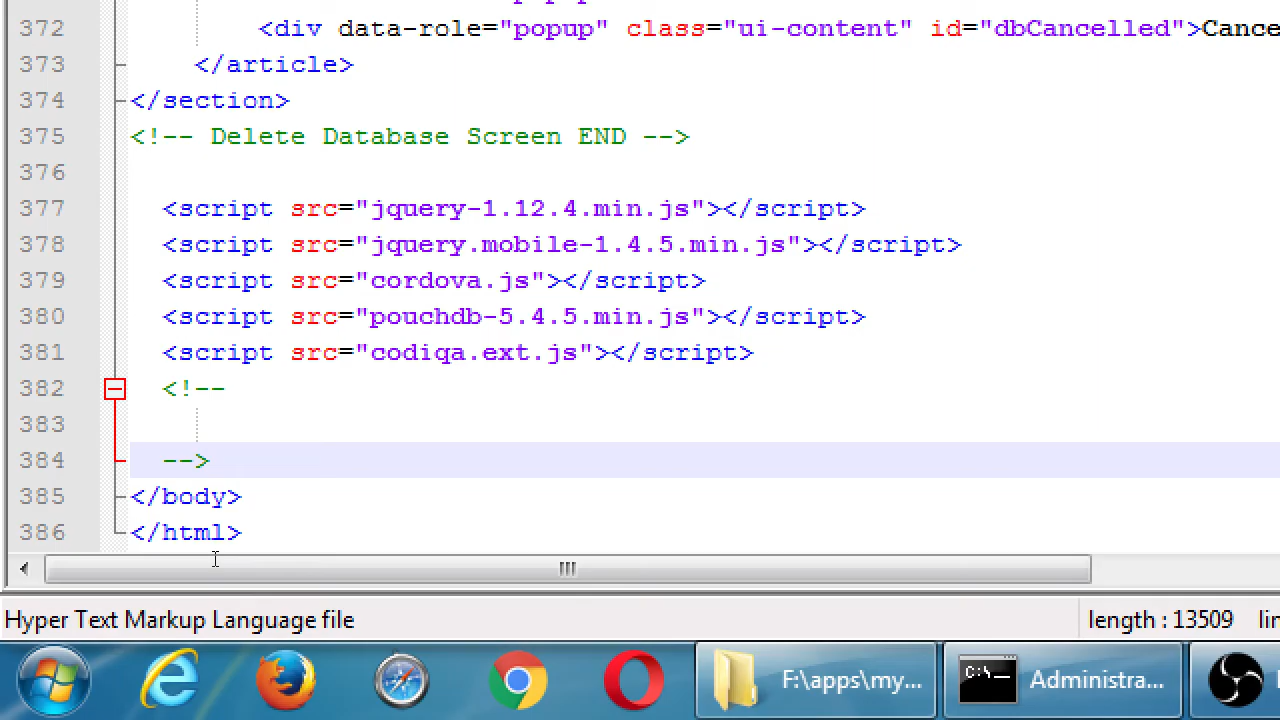 372 <div data-role="popup" class="ui-content" id="dbCancelled">Cance
373 </article>
374 </section>
375 <!-- Delete Database Screen END -->
376
377 <script src="jquery-1.12.4.min.js"></script>
378 <script src="jquery.mobile-1.4.5.min.js"></script>
379 <script src="cordova.js"></script>
380 <script src="pouchdb-5.4.5.min.js"></script>
381 <script src="codiqa.ext.js"></script>
382 <!--
383
384 -->
385 </body>
386 </html>
Hyper Text Markup Language file length : 13509 lin
F:\apps\my... Administra...